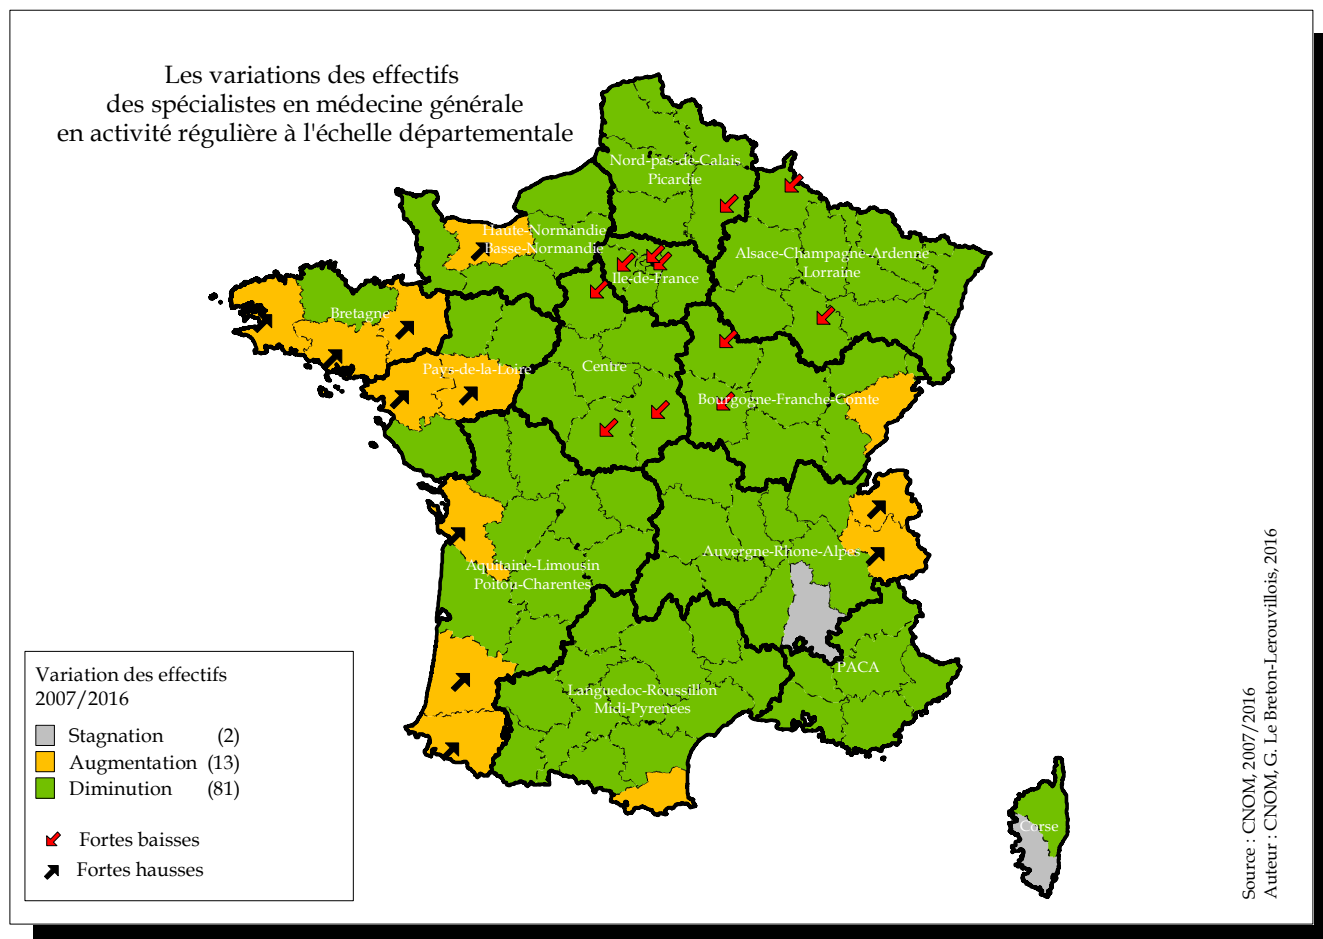 Les variations des effectifs
des spécialistes en médecine générale
en activité régulière à l'échelle départementale
Nord-pas-de-Calais
Picardie
Haute-Normandie
Basse-Normandie
Alsace-Champagne-Ardenne
Lorraine
Ile-de-France
Bretagne
Pays-de-la-Loire
Centre
Bourgogne-Franche-Comte
Auvergne-Rhone-Alpes
Aquitaine-Limousin
Poitou-Charentes
PACA
Languedoc-Roussillon
Midi-Pyrenees
Corse
Variation des effectifs
2007/2016
Stagnation (2)
Augmentation (13)
Diminution (81)
Fortes baisses
Fortes hausses
Source : CNOM, 2007/2016
Auteur : CNOM, G. Le Breton-Lerouvillois, 2016